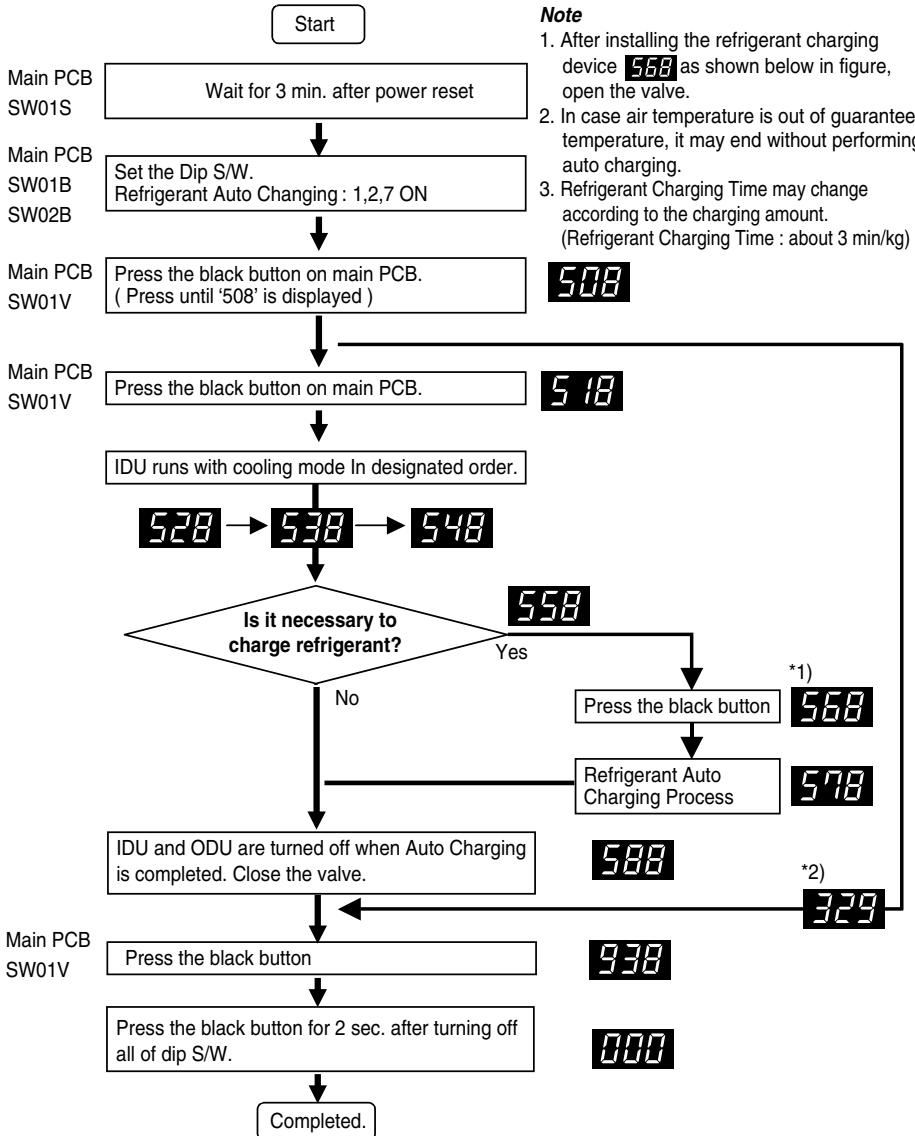 Start
Note
1. After installing the refrigerant charging
device 568 as shown below in figure,
open the valve.
2. In case air temperature is out of guarantee
temperature, it may end without performing
auto charging.
3. Refrigerant Charging Time may change
according to the charging amount.
(Refrigerant Charging Time : about 3 min/kg)
Main PCB
SW01S
Wait for 3 min. after power reset
Main PCB
SW01B
SW02B
Set the Dip S/W.
Refrigerant Auto Changing : 1,2,7 ON
Main PCB
SW01V
Press the black button on main PCB.
( Press until ‘508’ is displayed )
508
Main PCB
SW01V
Press the black button on main PCB.
518
IDU runs with cooling mode In designated order.
528 538 548
Is it necessary to
charge refrigerant?
558
Yes
No
*1)
Press the black button
568
Refrigerant Auto
Charging Process
578
IDU and ODU are turned off when Auto Charging
is completed. Close the valve.
588
*2)
329
Main PCB
SW01V
Press the black button
938
Press the black button for 2 sec. after turning off
all of dip S/W.
000
Completed.